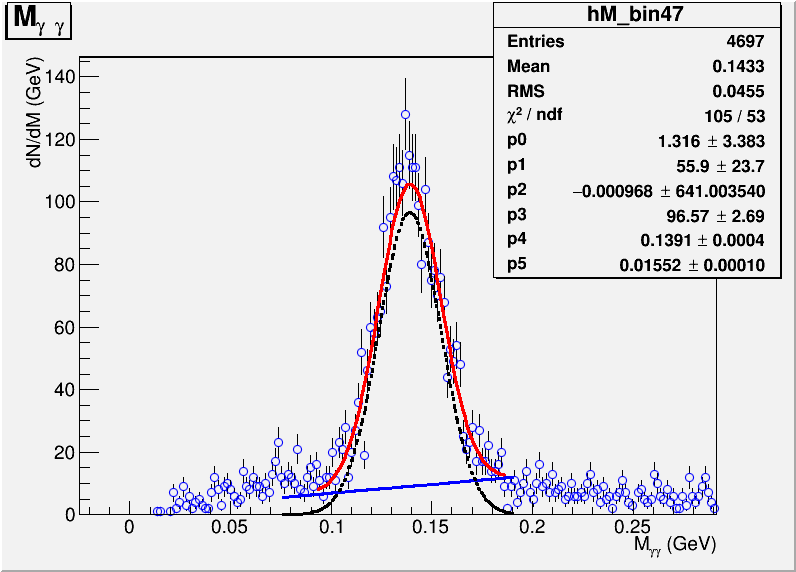 M_γ γ
hM_bin47
Entries 4697
Mean 0.1433
RMS 0.0455
χ² / ndf 105 / 53
p0 1.316 ± 3.383
p1 55.9 ± 23.7
p2 −0.000968 ± 641.003540
p3 96.57 ± 2.69
p4 0.1391 ± 0.0004
p5 0.01552 ± 0.00010
dN/dM (GeV)
140
120
100
80
60
40
20
0
0 0.05 0.1 0.15 0.2 0.25
M_γγ (GeV)